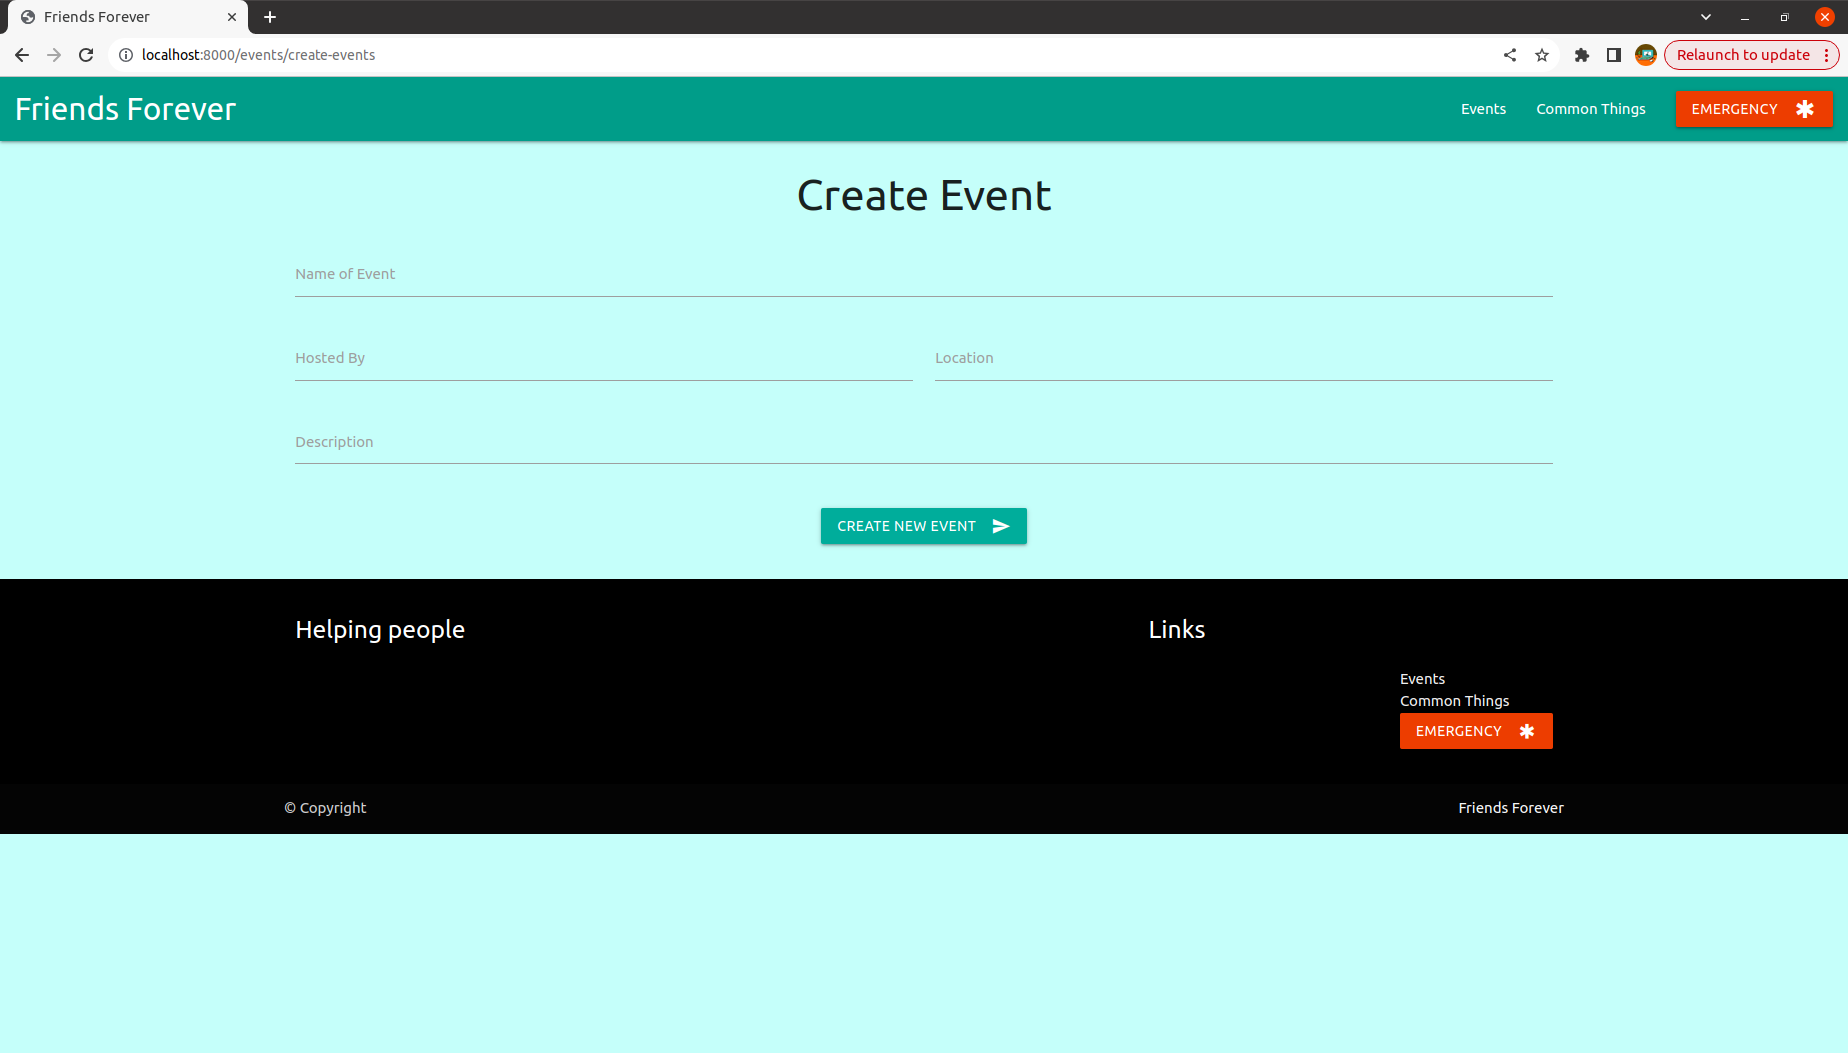 Friends Forever
localhost:8000/events/create-events
Relaunch to update
Friends Forever
Events
Common Things
EMERGENCY
Create Event
Name of Event
Hosted By
Location
Description
CREATE NEW EVENT
Helping people
Links
Events
Common Things
EMERGENCY
© Copyright
Friends Forever